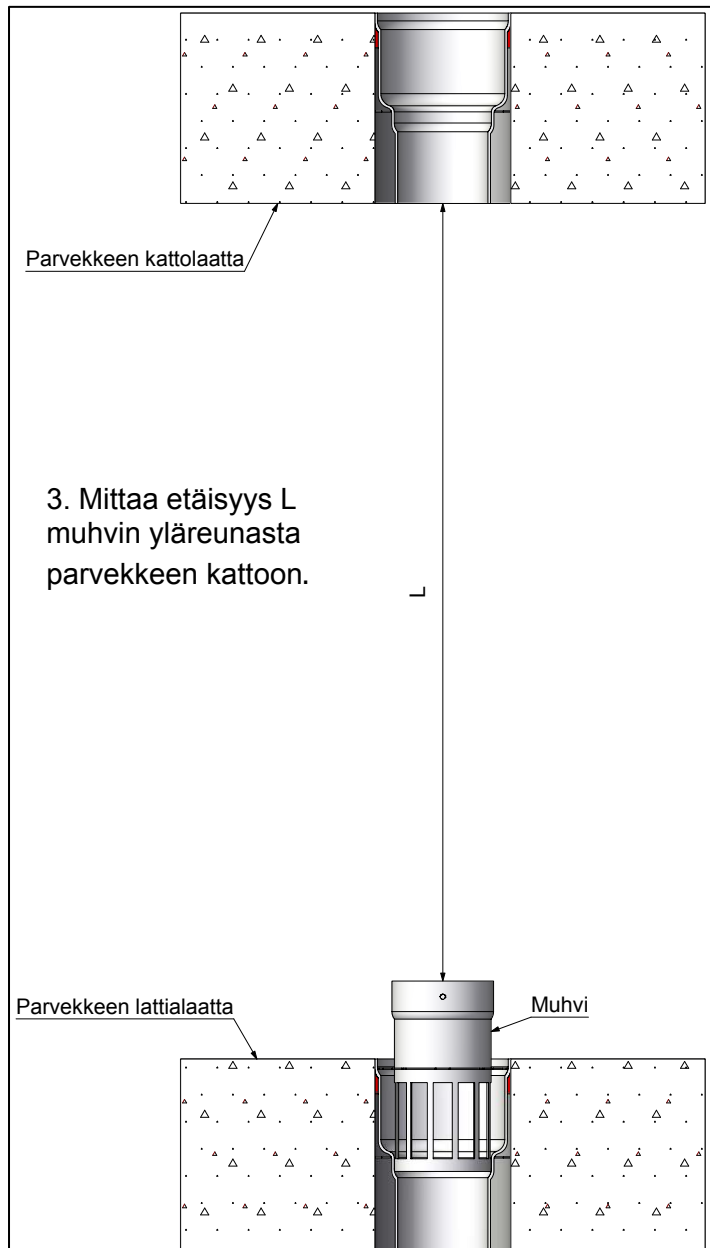 Parvekkeen kattolaatta
3. Mittaa etäisyys L
muhvin yläreunasta
parvekkeen kattoon.
L
Parvekkeen lattialaatta
Muhvi